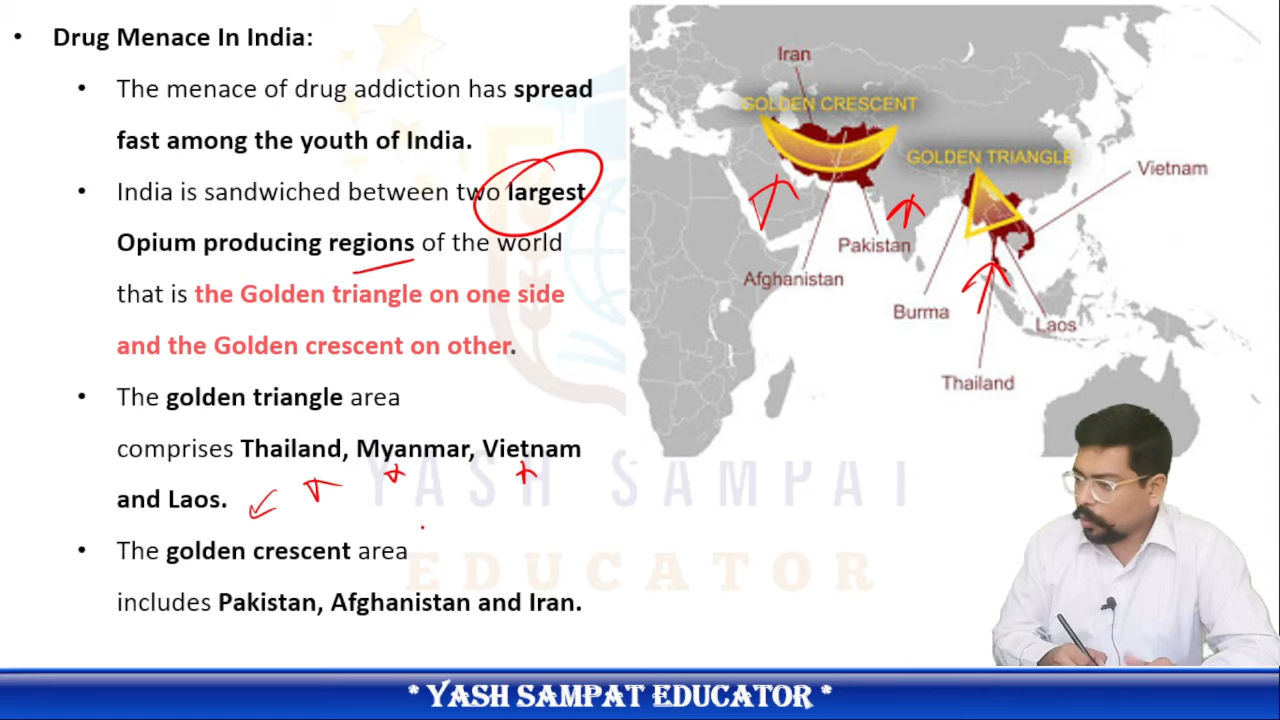 • Drug Menace In India:
• The menace of drug addiction has spread
fast among the youth of India.
• India is sandwiched between two largest
Opium producing regions of the world
that is the Golden triangle on one side
and the Golden crescent on other.
• The golden triangle area
comprises Thailand, Myanmar, Vietnam
and Laos.
• The golden crescent area
includes Pakistan, Afghanistan and Iran.
Iran
GOLDEN CRESCENT
GOLDEN TRIANGLE
Vietnam
Pakistan
Afghanistan
Burma
Laos
Thailand
YASH SAMPAT
EDUCATOR
* YASH SAMPAT EDUCATOR *